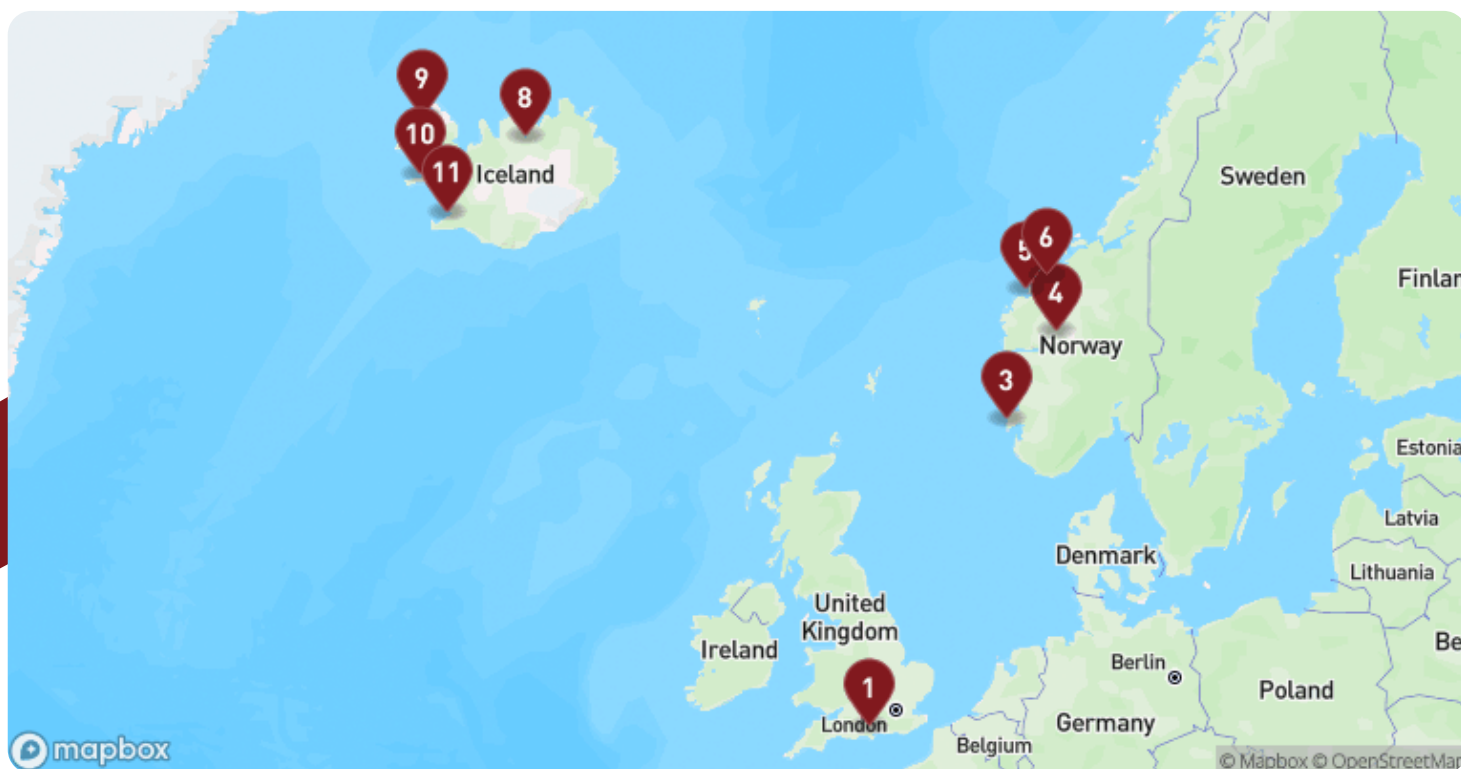 9
8
10
11
Iceland
Sweden
5
6
4
Finlar
Norway
3
Estonia
Latvia
Denmark
Lithuania
United
Kingdom
Ireland
Be
Berlin
1
Poland
London
Germany
Belgium
mapbox
© Mapbox © OpenStreetMap